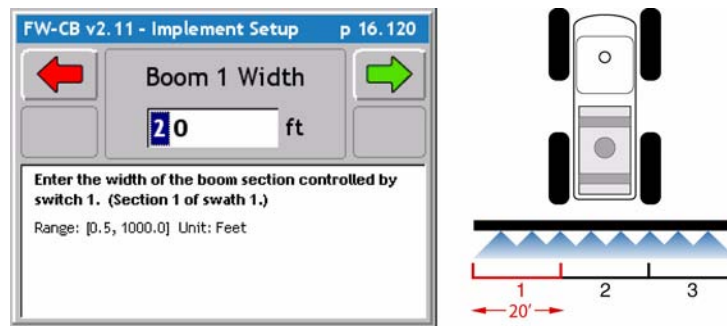 FW-CB v2.11 - Implement Setup p 16.120
Boom 1 Width
20 ft
Enter the width of the boom section controlled by
switch 1. (Section 1 of swath 1.)
Range: [0.5, 1000.0] Unit: Feet
1 2 3
20'